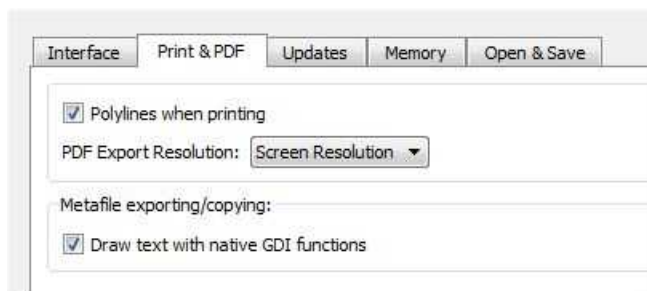 Interface Print & PDF Updates Memory Open & Save
Polylines when printing
PDF Export Resolution: Screen Resolution
Metafile exporting/copying:
Draw text with native GDI functions